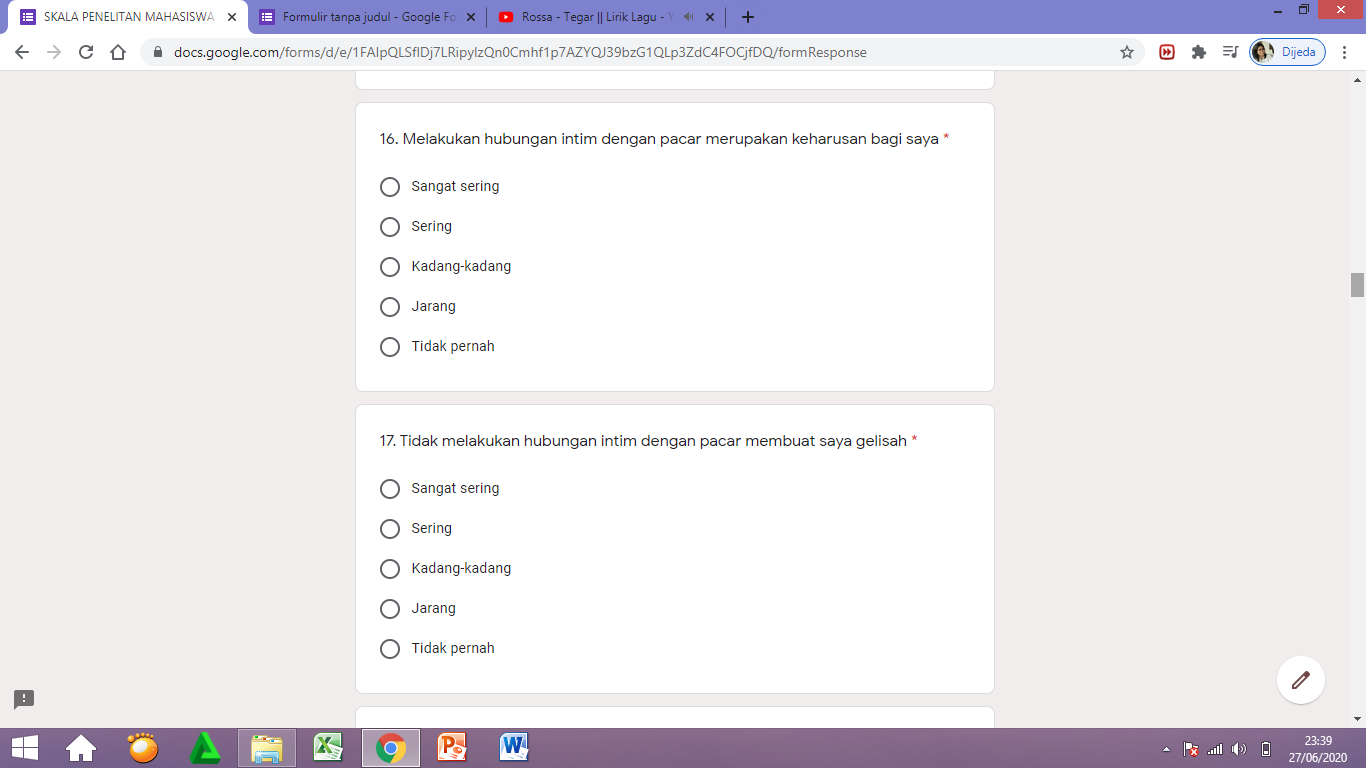 SKALA PENELITAN MAHASISWA
Formulir tanpa judul - Google Fo
Rossa - Tegar || Lirik Lagu - Y
docs.google.com/forms/d/e/1FAIpQLSflDj7LRipylzQn0Cmhf1p7AZYQJ39bzG1QLp3ZdC4FOCjfDQ/formResponse
Dijeda
16. Melakukan hubungan intim dengan pacar merupakan keharusan bagi saya *
Sangat sering
Sering
Kadang-kadang
Jarang
Tidak pernah
17. Tidak melakukan hubungan intim dengan pacar membuat saya gelisah *
Sangat sering
Sering
Kadang-kadang
Jarang
Tidak pernah
23:39
27/06/2020